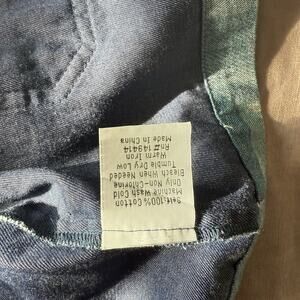 Self:100% Cotton
Machine Wash Cold
Only Non-Chlorine
Bleach When Needed
Tumble Dry Low
Warm Iron
Rn# 149414
Made In China